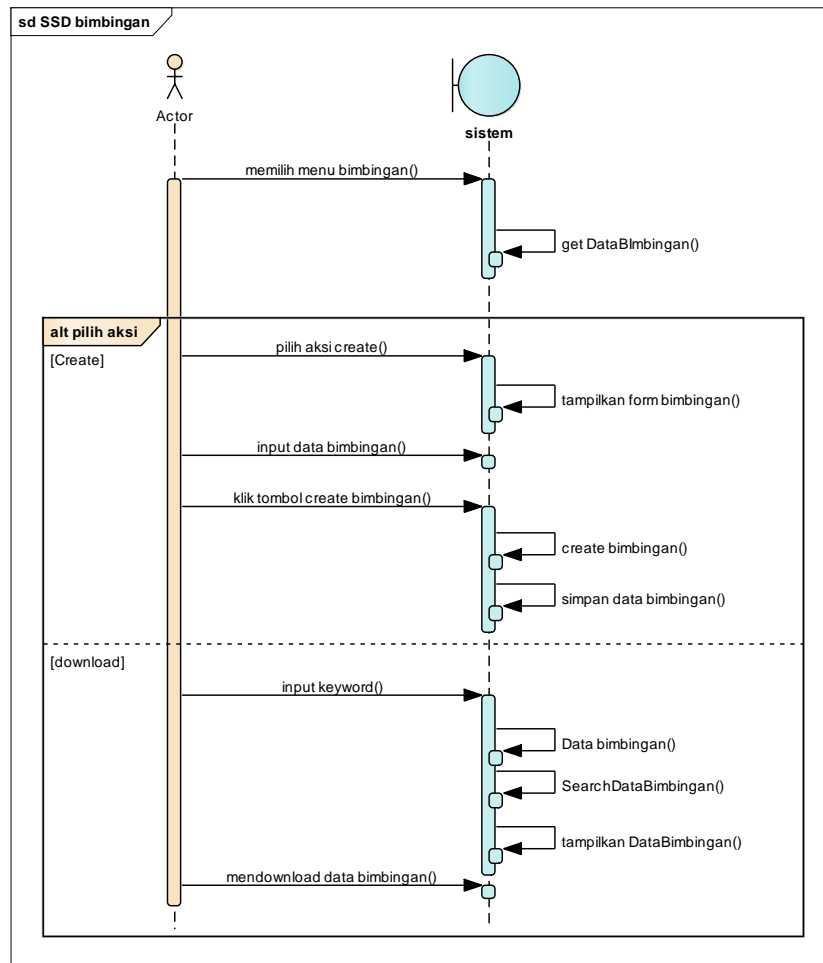 sd SSD bimbingan
Actor
sistem
memilih menu bimbingan()
get DataBImbingan()
alt pilih aksi
[Create]
pilih aksi create()
tampilkan form bimbingan()
input data bimbingan()
klik tombol create bimbingan()
create bimbingan()
simpan data bimbingan()
[download]
input keyword()
Data bimbingan()
SearchDataBimbingan()
tampilkan DataBimbingan()
mendownload data bimbingan()